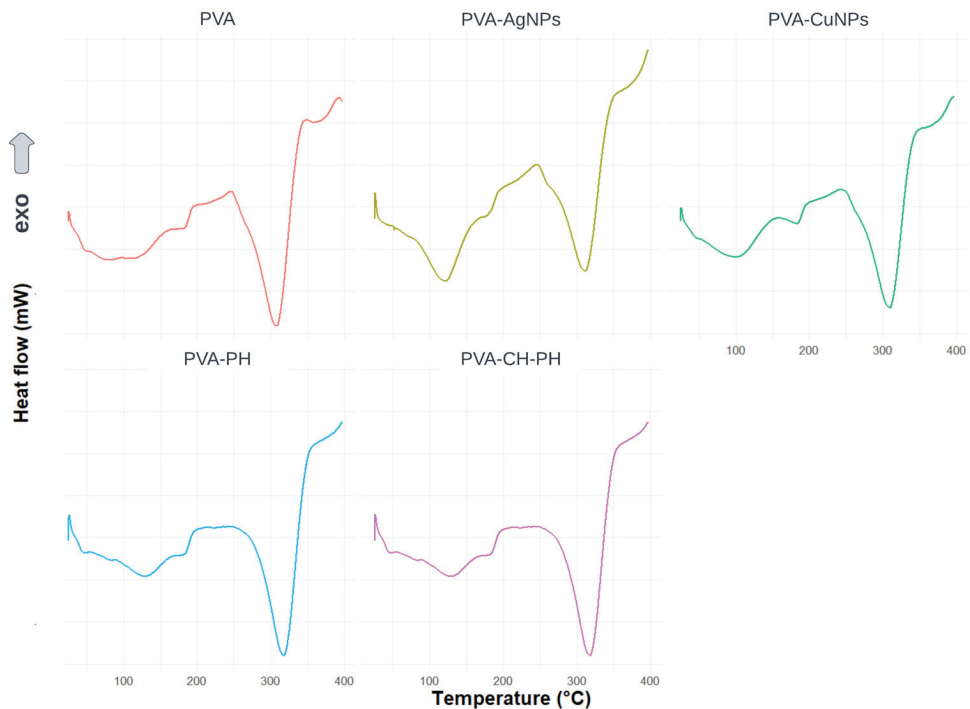 PVA
PVA-AgNPs
PVA-CuNPs
exo
Heat flow (mW)
100 200 300 400
PVA-PH
PVA-CH-PH
100 200 300 400
100 200 300 400
Temperature (°C)